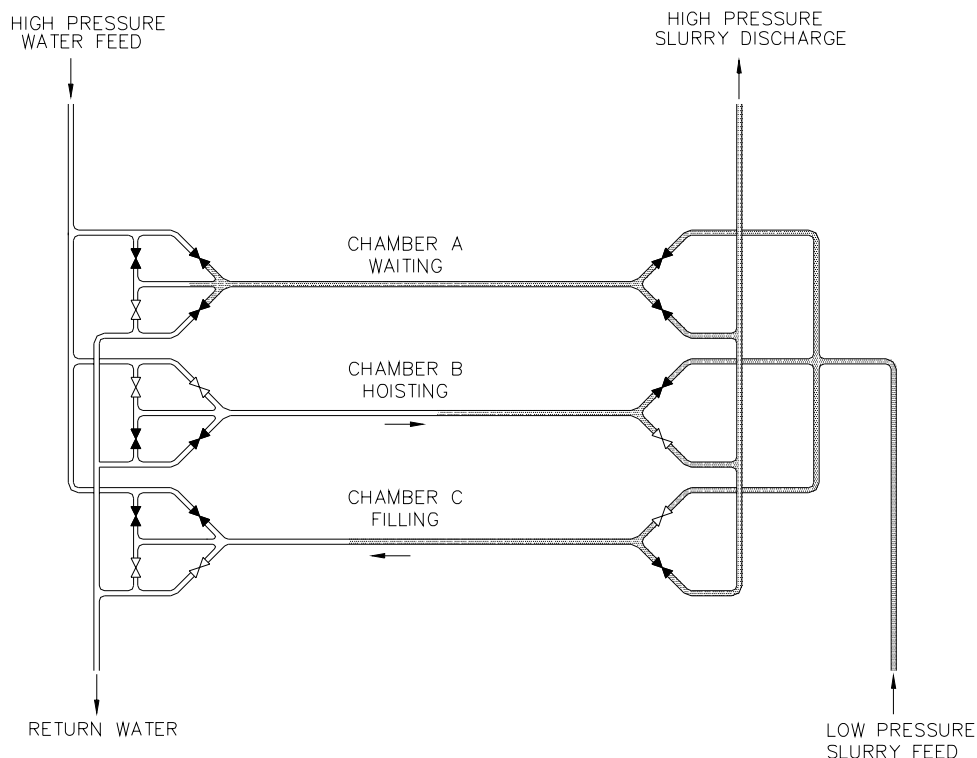 HIGH PRESSURE
WATER FEED
HIGH PRESSURE
SLURRY DISCHARGE
CHAMBER A
WAITING
CHAMBER B
HOISTING
CHAMBER C
FILLING
RETURN WATER
LOW PRESSURE
SLURRY FEED